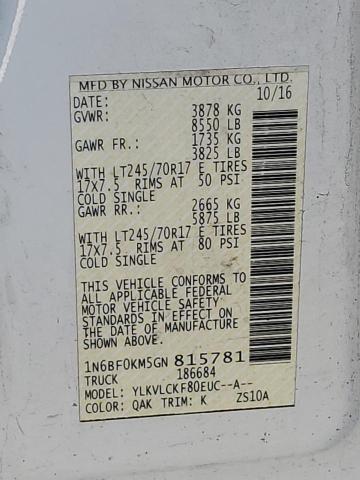 MFD BY NISSAN MOTOR CO., LTD.
DATE: 10/16
GVWR: 3878 KG
8550 LB
GAWR FR.: 1735 KG
3825 LB
WITH LT245/70R17 E TIRES
17X7.5 RIMS AT 50 PSI
COLD SINGLE
GAWR RR.: 2665 KG
5875 LB
WITH LT245/70R17 E TIRES
17X7.5 RIMS AT 80 PSI
COLD SINGLE
THIS VEHICLE CONFORMS TO
ALL APPLICABLE FEDERAL
MOTOR VEHICLE SAFETY
STANDARDS IN EFFECT ON
THE DATE OF MANUFACTURE
SHOWN ABOVE.
1N6BF0KM5GN 815781
TRUCK 186684
MODEL: YLKVLCKF80EUC--A--
COLOR: QAK TRIM: K ZS10A